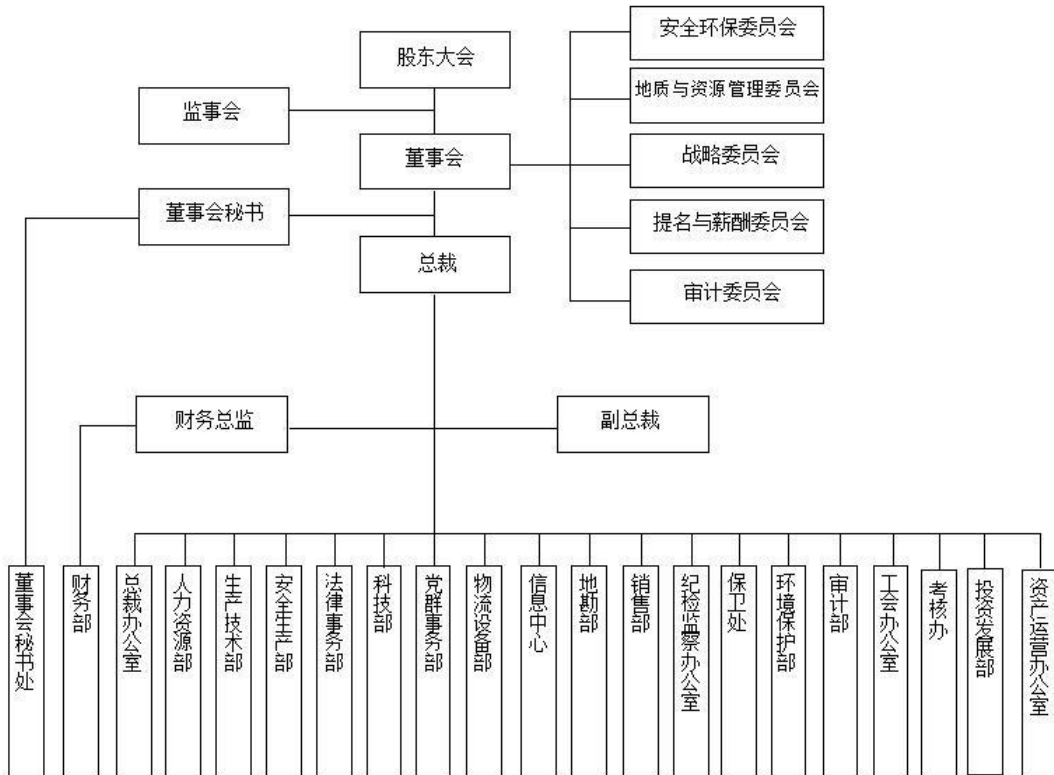 安全环保委员会
股东大会
地质与资源管理委员会
监事会
董事会
战略委员会
董事会秘书
提名与薪酬委员会
总裁
审计委员会
财务总监
副总裁
董事会秘书处
财务部
总裁办公室
人力资源部
生产技术部
安全生产部
法律事务部
科技部
党群事务部
物流设备部
信息中心
地勘部
销售部
纪检监察办公室
保卫处
环境保护部
审计部
工会办公室
考核办
投资发展部
资产运营办公室